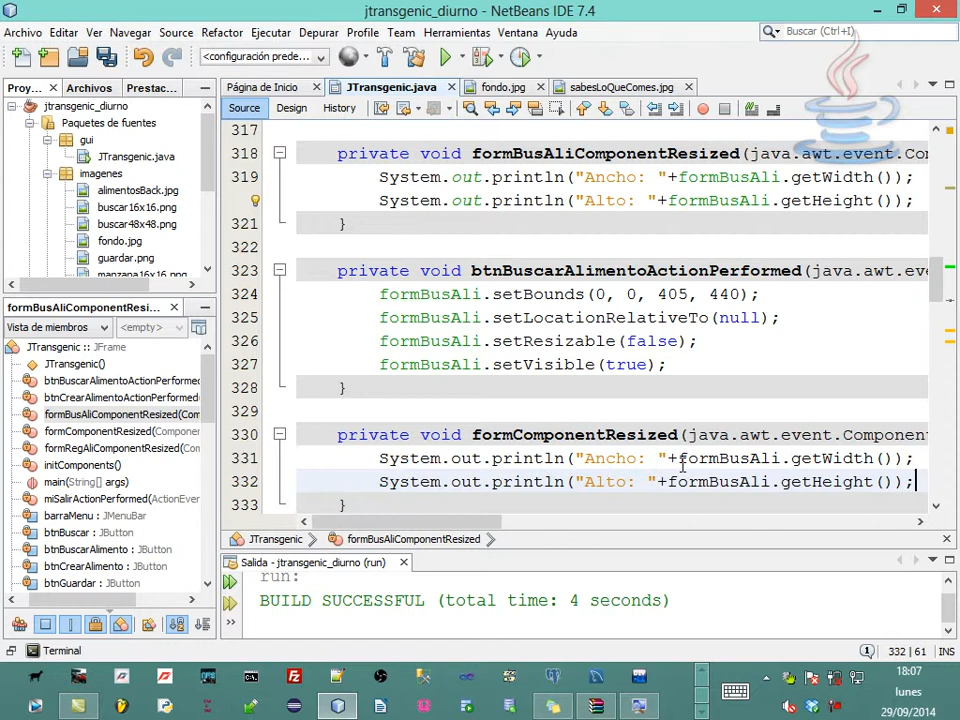 jtransgenic_diurno - NetBeans IDE 7.4
Archivo Editar Ver Navegar Source Refactor Ejecutar Depurar Profile Team Herramientas Ventana Ayuda
Buscar (Ctrl+I)
<configuración prede...
Proy... Archivos Prestac...
Página de Inicio JTransgenic.java fondo.jpg sabesLoQueComes.jpg
Source Design History
jtransgenic_diurno
Paquetes de fuentes
gui
JTransgenic.java
imagenes
alimentosBack.jpg
buscar16x16.png
buscar48x48.png
fondo.jpg
guardar.png
manzana16x16.png
317
318 private void formBusAliComponentResized(java.awt.event.Com
319 System.out.println("Ancho: "+formBusAli.getWidth());
System.out.println("Alto: "+formBusAli.getHeight());
321 }
322
323 private void btnBuscarAlimentoActionPerformed(java.awt.eve
324 formBusAli.setBounds(0, 0, 405, 440);
325 formBusAli.setLocationRelativeTo(null);
326 formBusAli.setResizable(false);
327 formBusAli.setVisible(true);
328 }
329
330 private void formComponentResized(java.awt.event.Component
331 System.out.println("Ancho: "+formBusAli.getWidth());
332 System.out.println("Alto: "+formBusAli.getHeight());
333 }
formBusAliComponentResi...
Vista de miembros <empty>
JTransgenic :: JFrame
JTransgenic()
btnBuscarAlimentoActionPerformed
btnCrearAlimentoActionPerformed(
formBusAliComponentResized(Com
formComponentResized(Component
formRegAliComponentResized(Com
initComponents()
main(String[] args)
miSalirActionPerformed(ActionEver
barraMenu : JMenuBar
btnBuscar : JButton
btnBuscarAlimento : JButton
btnCrearAlimento : JButton
btnGuardar : JButton
JTransgenic formBusAliComponentResized
Salida - jtransgenic_diurno (run)
run:
BUILD SUCCESSFUL (total time: 4 seconds)
Terminal
1 332 | 61 INS
18:07
lunes
29/09/2014